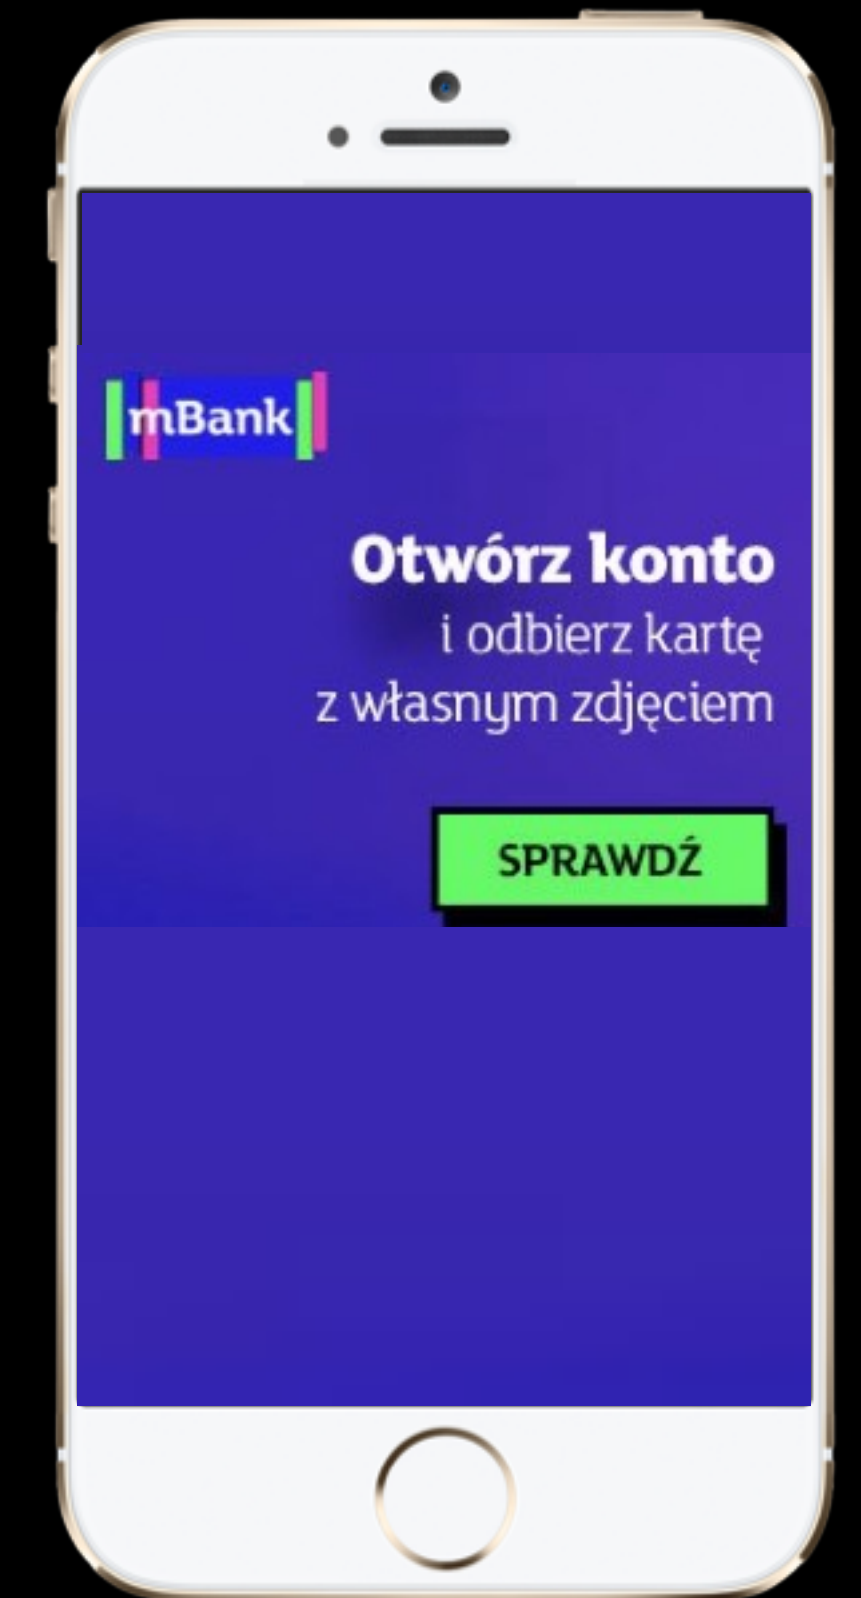 mBank
Otwórz konto
i odbierz kartę
z własnym zdjęciem
SPRAWDŹ